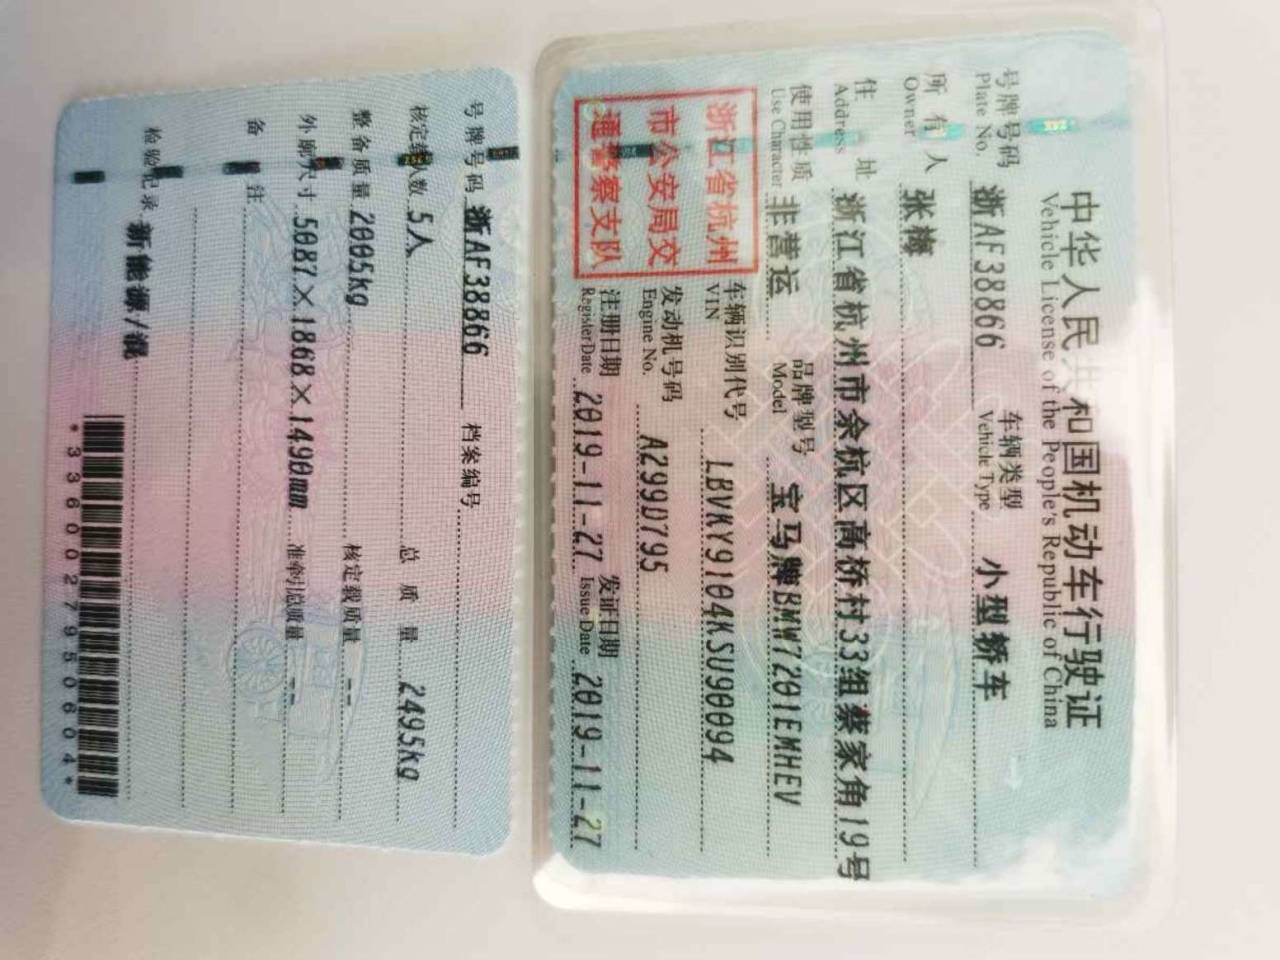 中华人民共和国机动车行驶证
Vehicle License of the People's Republic of China
号牌号码 浙AF38866 车辆类型 小型轿车
Plate No. Vehicle Type
所有人 张梅
Owner
住址 浙江省杭州市余杭区高桥村33组蔡家角19号
Address
使用性质 非营运 品牌型号 宝马牌BMW7201EMHEV
Use Character Model
浙江省杭州市公安局交通警察支队
车辆识别代号 LBVKY9104KSU90094
VIN
发动机号码 A299D795
Engine No.
注册日期 2019-11-27 发证日期 2019-11-27
Register Date Issue Date
号牌号码 浙AF38866 档案编号
核定载人数 5人 总质量 2495kg
整备质量 2005kg 核定载质量 --
外廓尺寸 5087×1868×1490mm 准牵引总质量 --
备注
检验记录 新能源/混
*3360027950604*